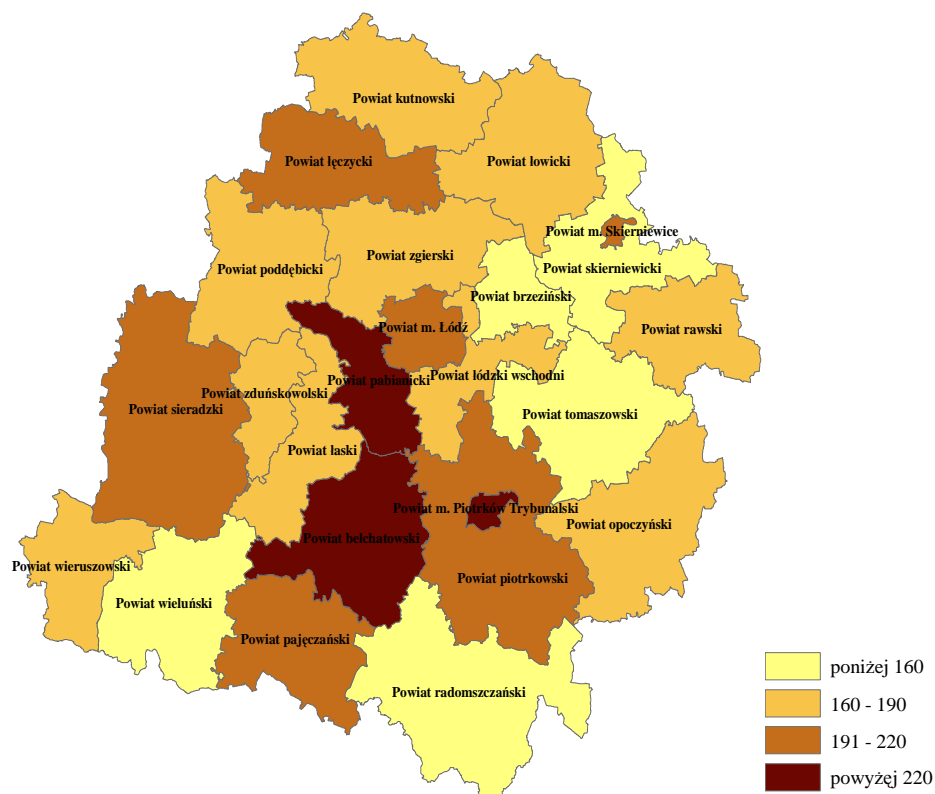 Powiat kutnowski
Powiat łęczycki
Powiat łowicki
Powiat m. Skierniewice
Powiat zgierski
Powiat poddębicki
Powiat skierniewicki
Powiat brzeziński
Powiat m. Łódź
Powiat rawski
Powiat łódzki wschodni
Powiat pabianicki
Powiat zduńskowolski
Powiat sieradzki
Powiat tomaszowski
Powiat łaski
Powiat m. Piotrków Trybunalski
Powiat opoczyński
Powiat bełchatowski
Powiat wieruszowski
Powiat piotrkowski
Powiat wieluński
Powiat pajęczański
Powiat radomszczański
poniżej 160
160 - 190
191 - 220
powyżęj 220